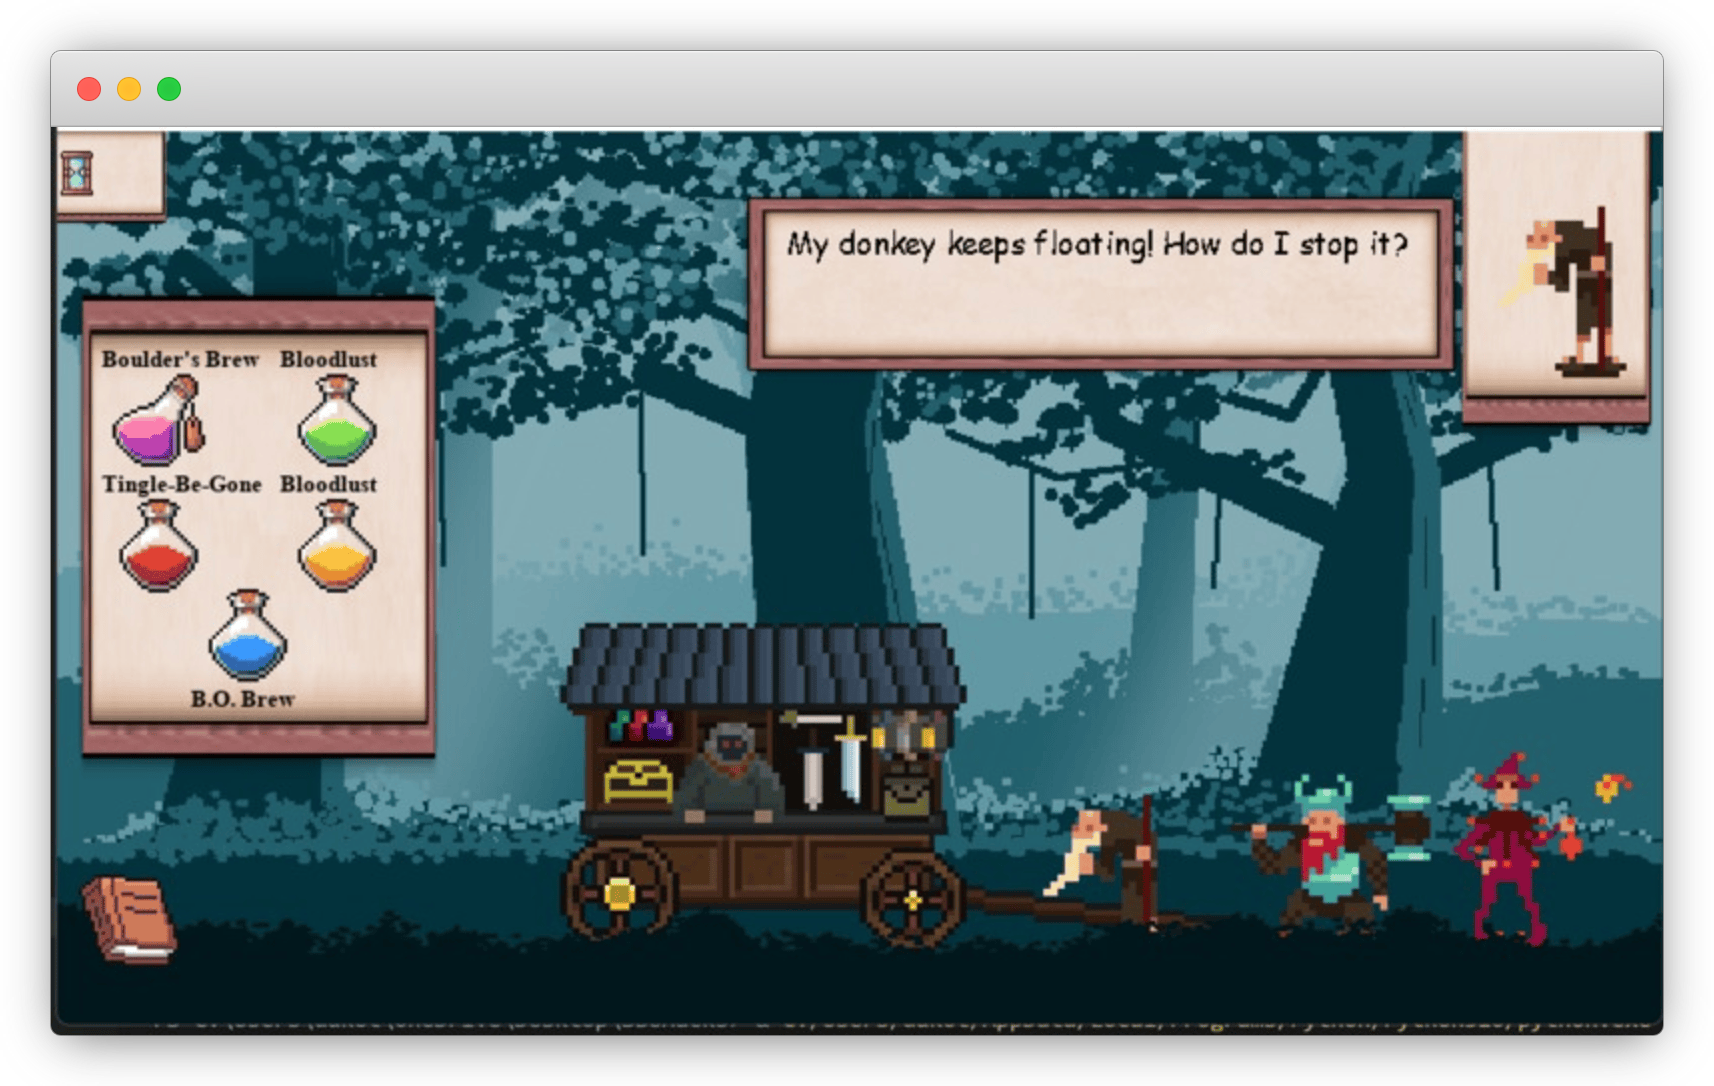 My donkey keeps floating! How do I stop it?
Boulder's Brew Bloodlust
Tingle-Be-Gone Bloodlust
B.O. Brew